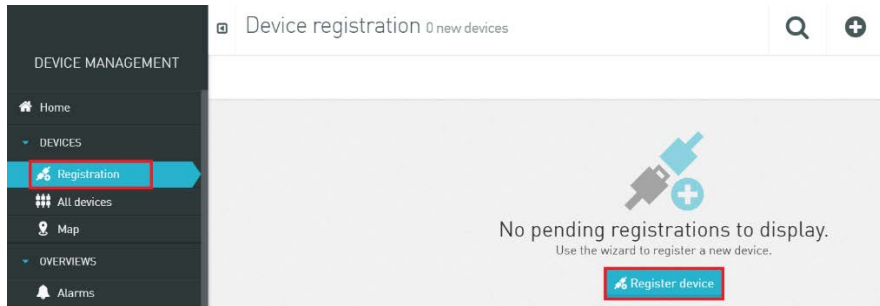 DEVICE MANAGEMENT
Home
DEVICES
Registration
All devices
Map
OVERVIEWS
Alarms
Device registration 0 new devices
No pending registrations to display.
Use the wizard to register a new device.
Register device